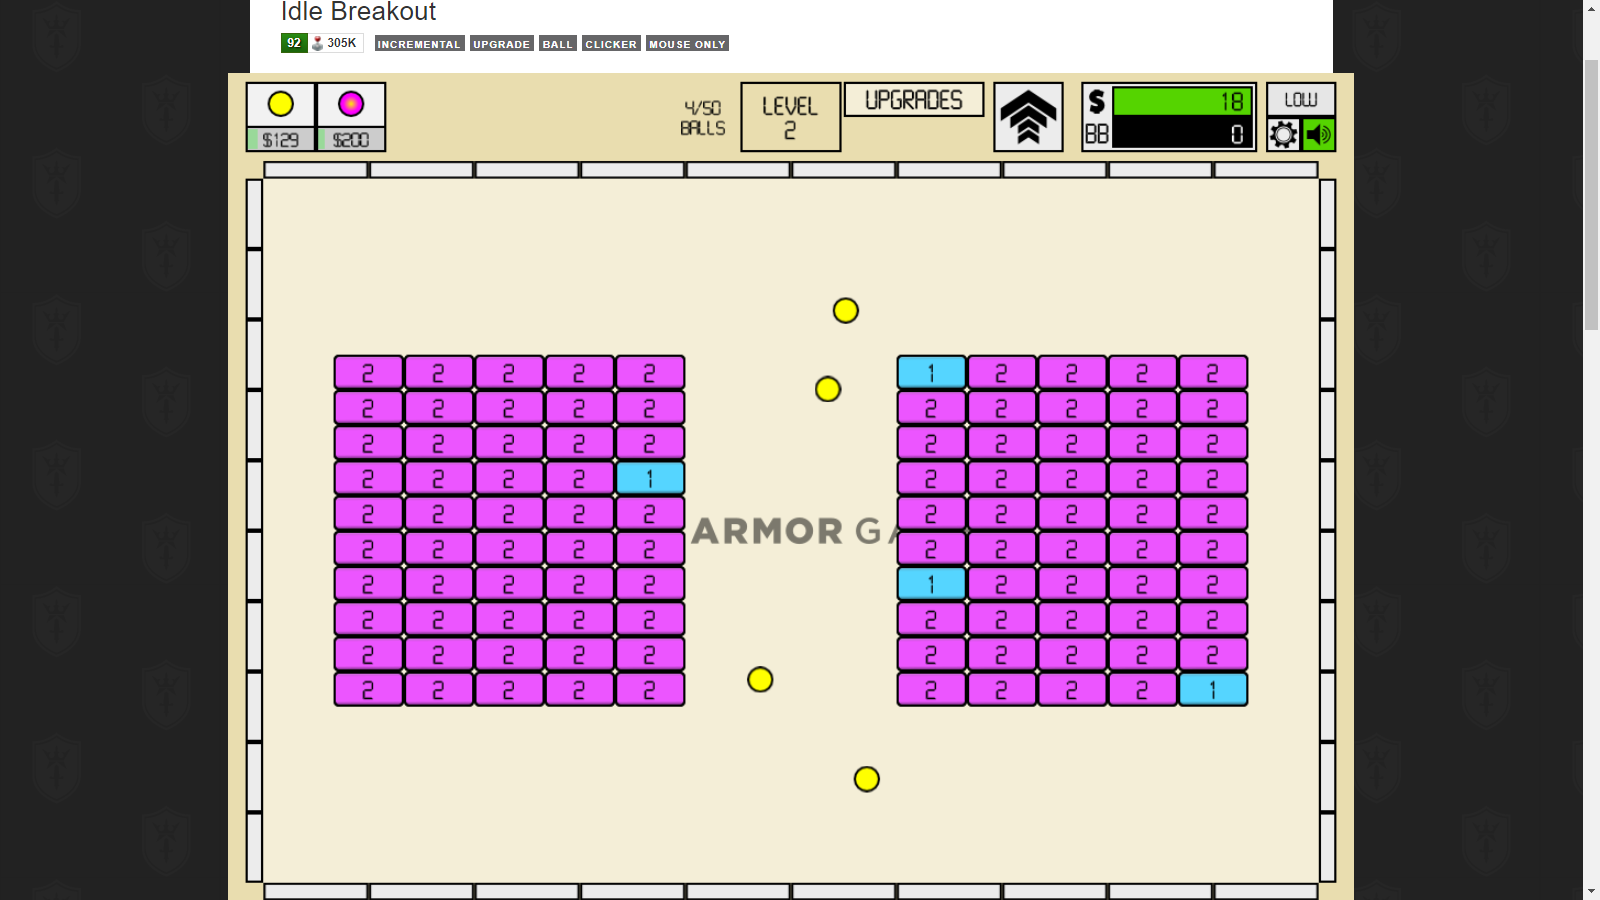 Idle Breakout
92 305K INCREMENTAL UPGRADE BALL CLICKER MOUSE ONLY
$129 $200
4/50
BALLS
LEVEL
2
UPGRADES
$ 18
BB 0
LOW
2 2 2 2 2 1 2 2 2 2
2 2 2 2 2 2 2 2 2 2
2 2 2 2 2 2 2 2 2 2
2 2 2 2 1 2 2 2 2 2
2 2 2 2 2 2 2 2 2 2
ARMOR GA
2 2 2 2 2 2 2 2 2 2
2 2 2 2 2 1 2 2 2 2
2 2 2 2 2 2 2 2 2 2
2 2 2 2 2 2 2 2 2 2
2 2 2 2 2 2 2 2 2 1